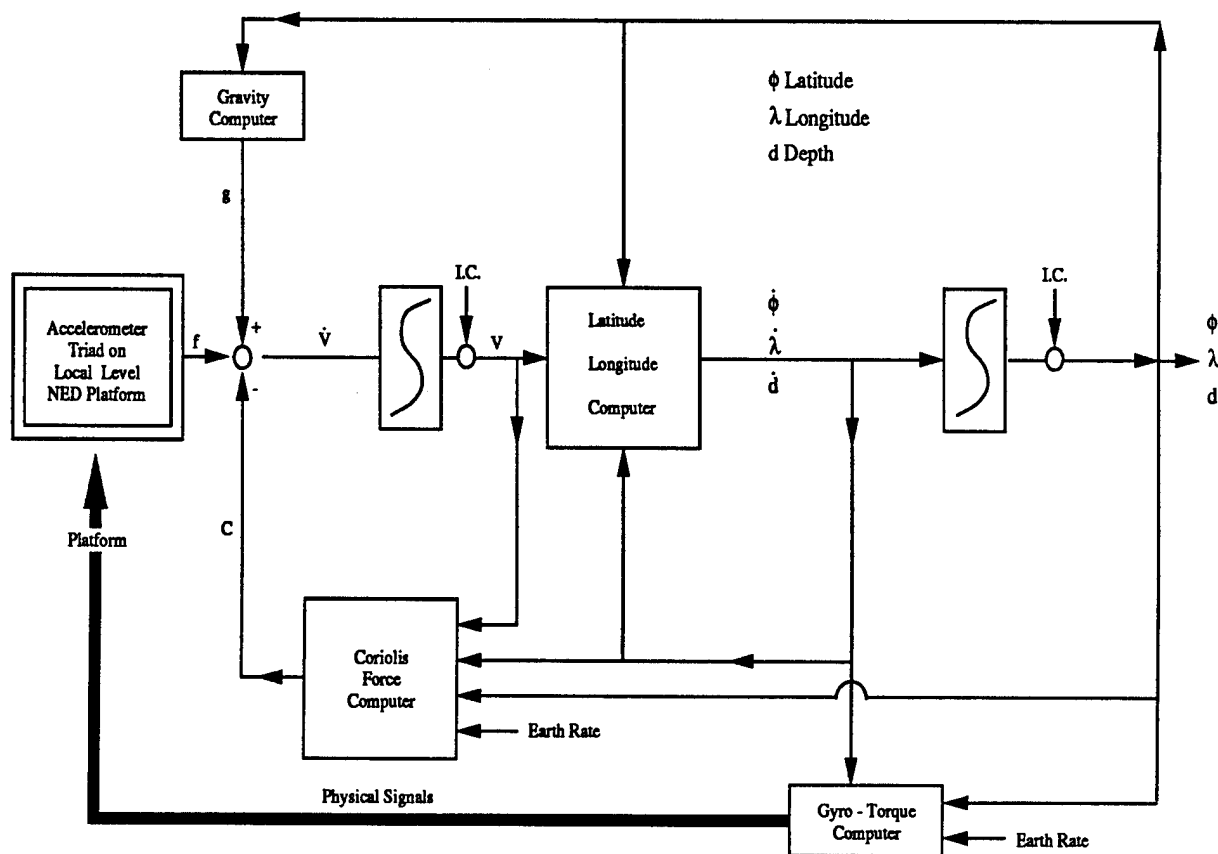 Gravity
Computer
ϕ Latitude
λ Longitude
d Depth
g
I.C.
I.C.
Accelerometer
Triad on
Local Level
NED Platform
f
+
-
V̇
V
Latitude
Longitude
Computer
ϕ̇
λ̇
ḋ
ϕ
λ
d
C
Platform
Coriolis
Force
Computer
Earth Rate
Physical Signals
Gyro - Torque
Computer
Earth Rate